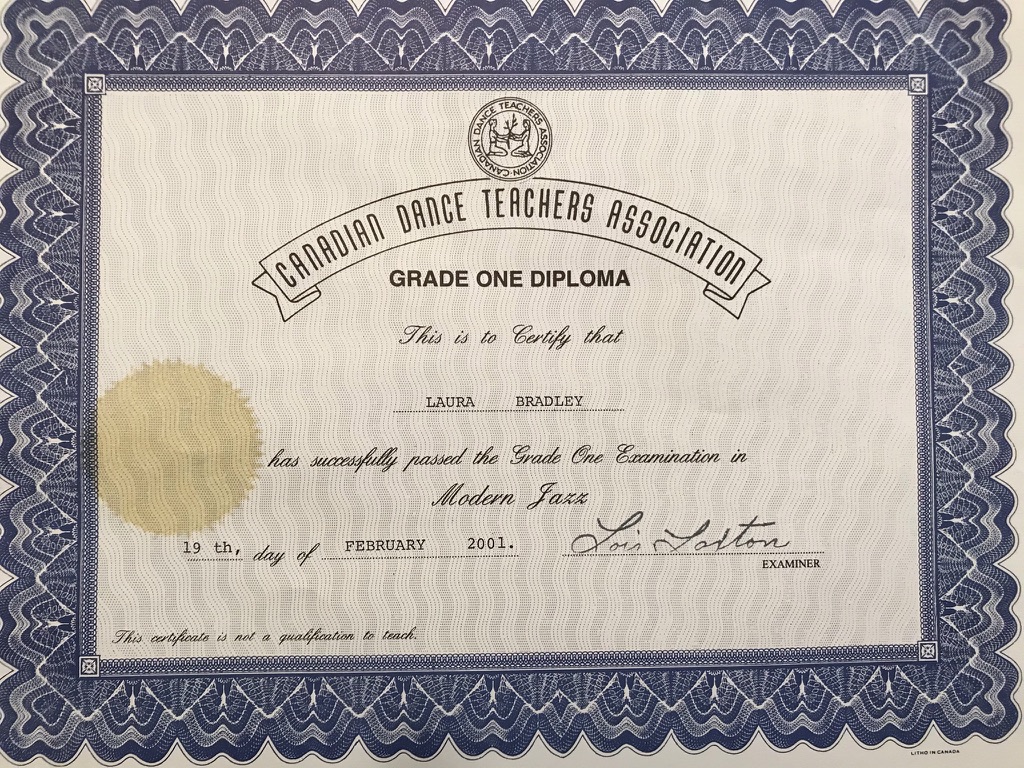 CANADIAN DANCE TEACHERS ASSOCIATION
CANADIAN DANCE TEACHERS ASSOCIATION
GRADE ONE DIPLOMA
This is to Certify that
LAURA BRADLEY
has successfully passed the Grade One Examination in
Modern Jazz
19 th, day of FEBRUARY 2001. Lois
EXAMINER
This certificate is not a qualification to teach.
LITHO IN CANADA